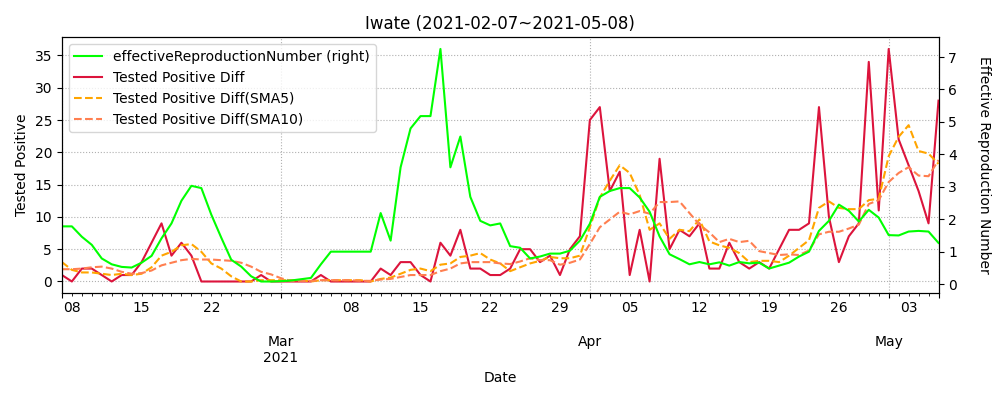 Iwate (2021-02-07~2021-05-08)
effectiveReproductionNumber (right)
Tested Positive Diff
Tested Positive Diff(SMA5)
Tested Positive Diff(SMA10)
Tested Positive
35
30
25
20
15
10
5
0
Effective Reproduction Number
7
6
5
4
3
2
1
0
08 15 22 08 15 22 29 05 12 19 26 03
Mar Apr May
2021
Date